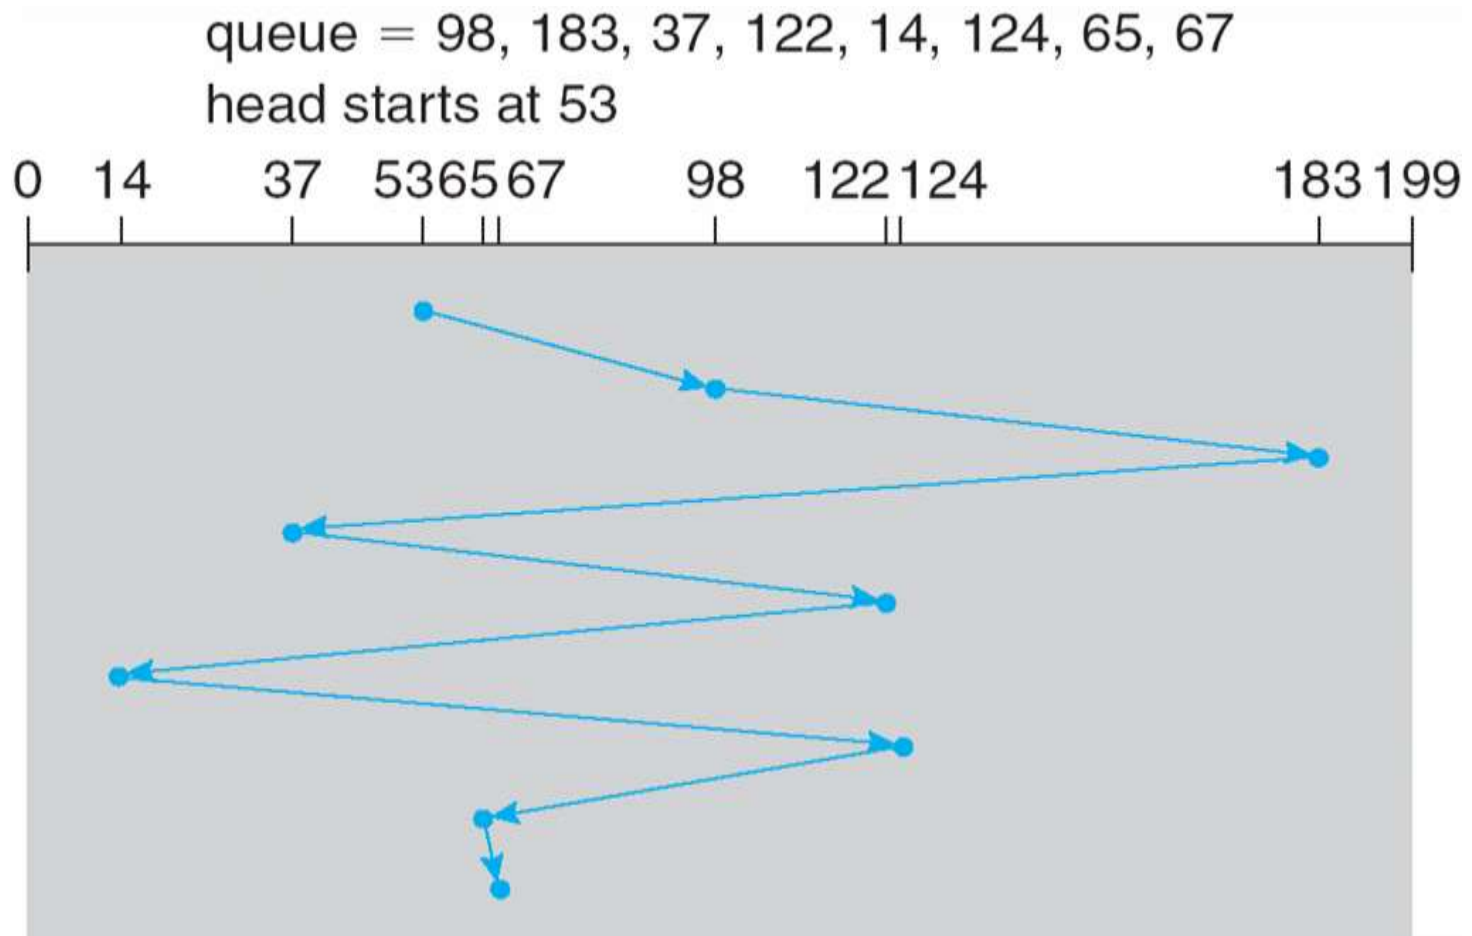 queue = 98, 183, 37, 122, 14, 124, 65, 67
head starts at 53
0 14 37 53 65 67 98 122 124 183 199